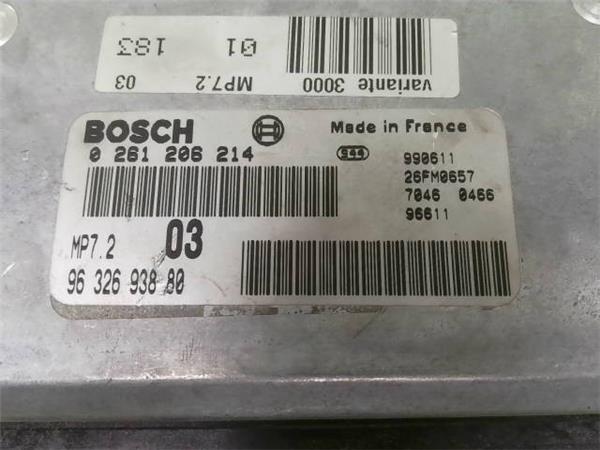 variante 3000
MP7.2 03
01 183
BOSCH
Made in France
0 261 206 214
944
990611
26FM0657
7046 0466
96611
MP7.2 03
96 326 938 80